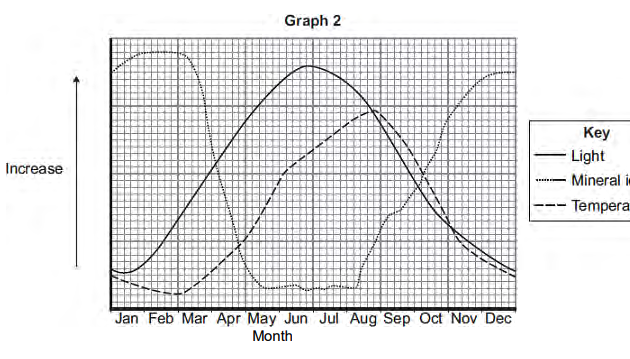 Graph 2
Increase
Key
Light
Mineral
Jan Feb Mar Apr May Jun Jul Aug Sep Oct Nov Dec
Month